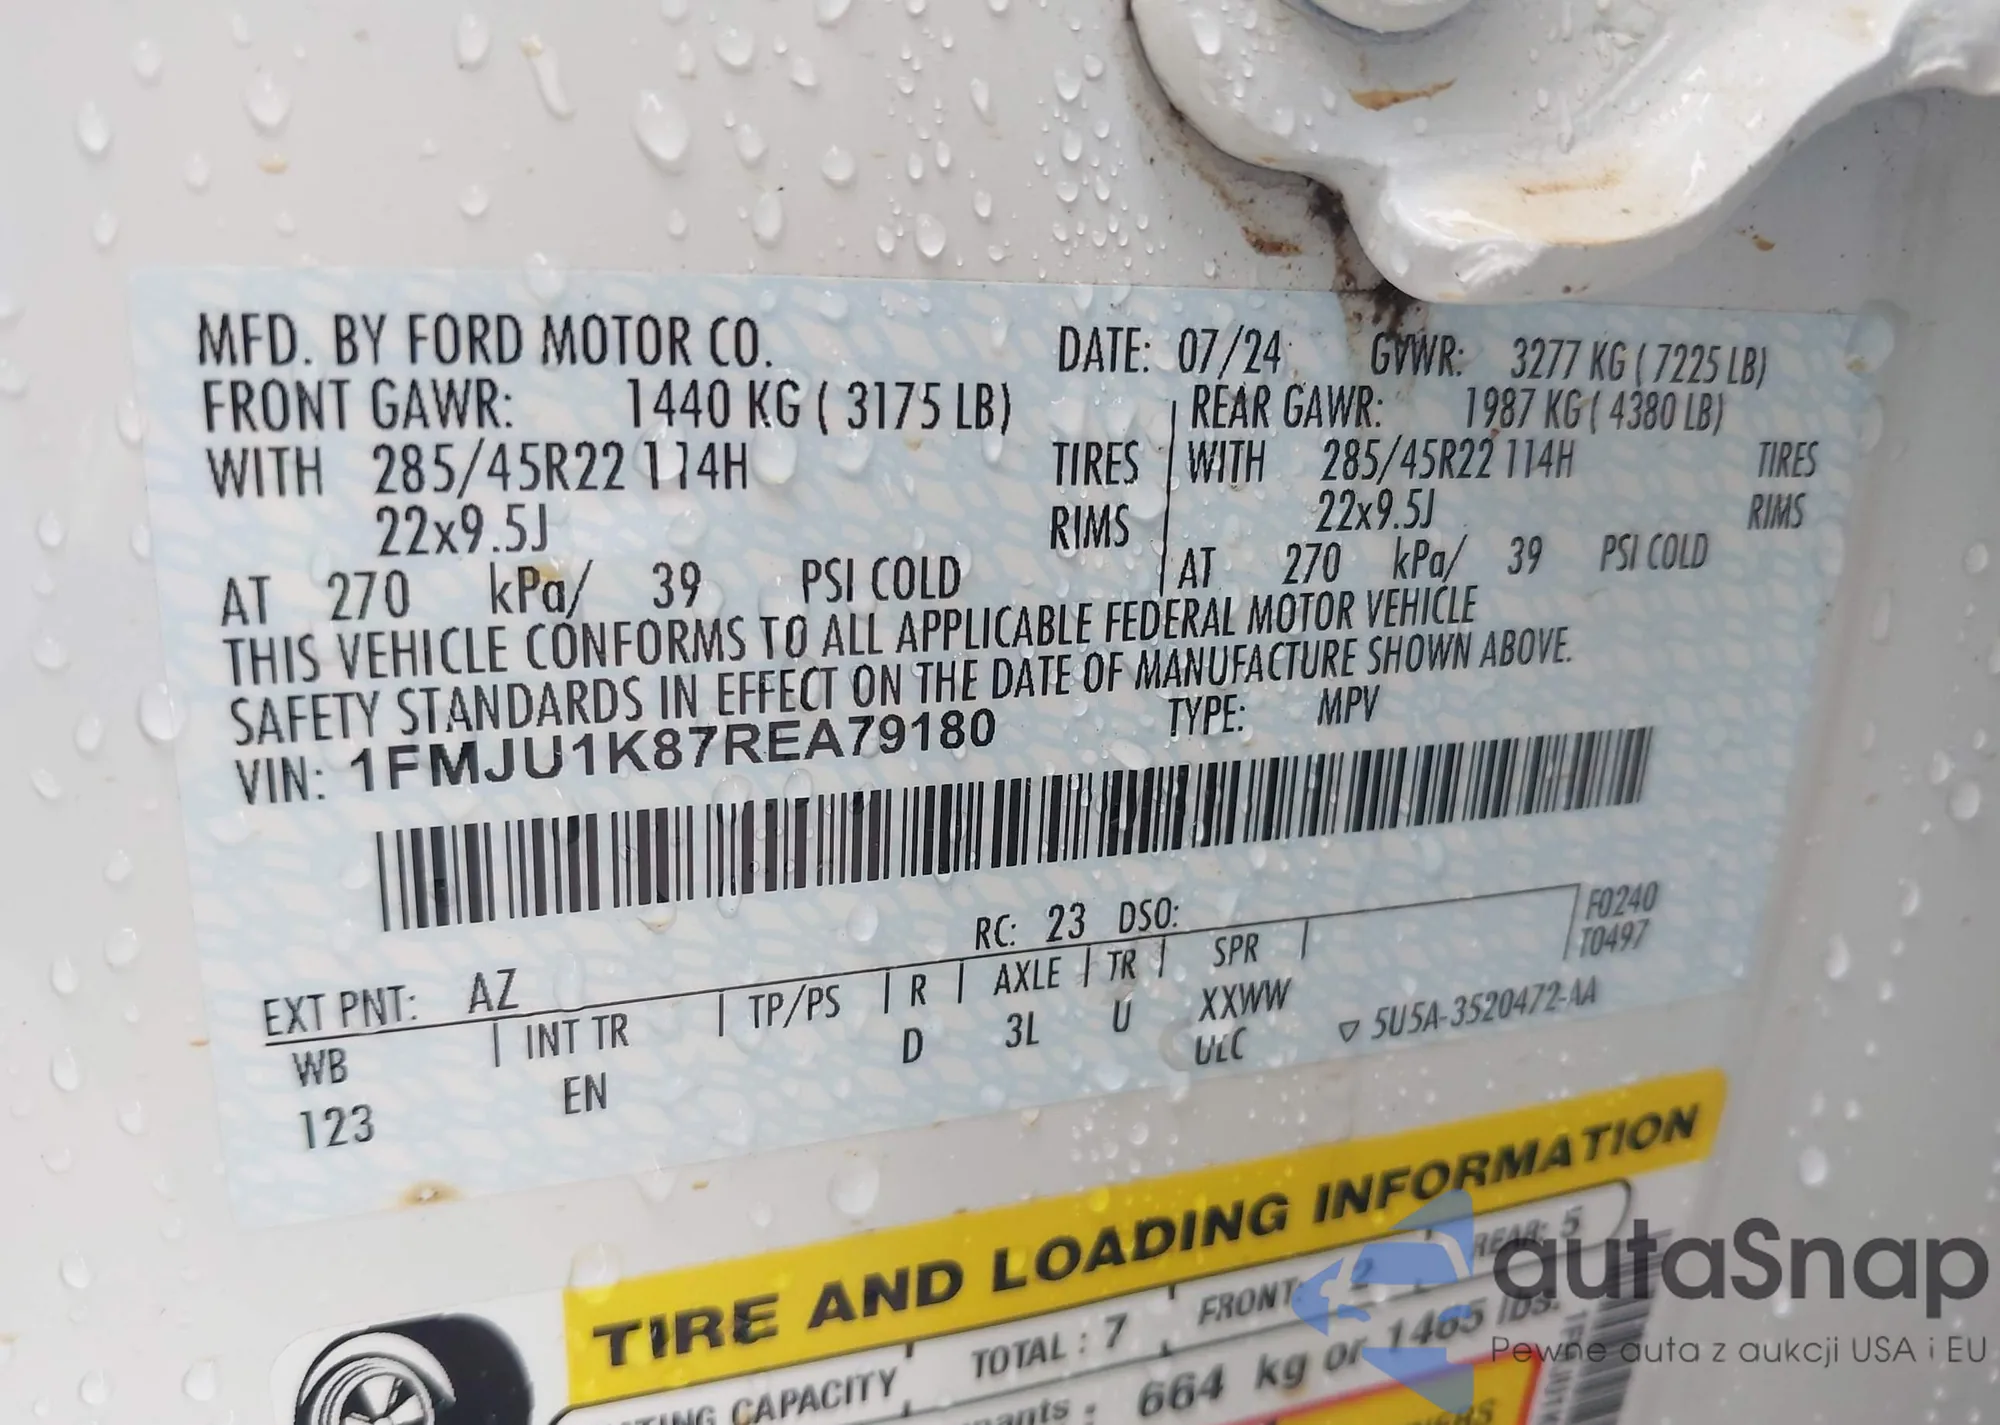 MFD. BY FORD MOTOR CO. DATE: 07/24 GVWR: 3277 KG ( 7225 LB)
FRONT GAWR: 1440 KG ( 3175 LB) REAR GAWR: 1987 KG ( 4380 LB)
WITH 285/45R22 114H TIRES WITH 285/45R22 114H TIRES
22x9.5J RIMS 22x9.5J RIMS
AT 270 kPa/ 39 PSI COLD AT 270 kPa/ 39 PSI COLD
THIS VEHICLE CONFORMS TO ALL APPLICABLE FEDERAL MOTOR VEHICLE
SAFETY STANDARDS IN EFFECT ON THE DATE OF MANUFACTURE SHOWN ABOVE.
VIN: 1FMJU1K87REA79180 TYPE: MPV
F0240
RC: 23 DSO: T0497
EXT PNT: AZ
WB INT TR TP/PS R AXLE TR SPR
123 EN D 3L U XXWW
5U5A-3520472-AA
TIRE AND LOADING INFORMATION
CAPACITY TOTAL : 7 FRONT: 2 REAR: 5
664 kg or 1465 lbs.
autaSnap
Pewne auta z aukcji USA i EU